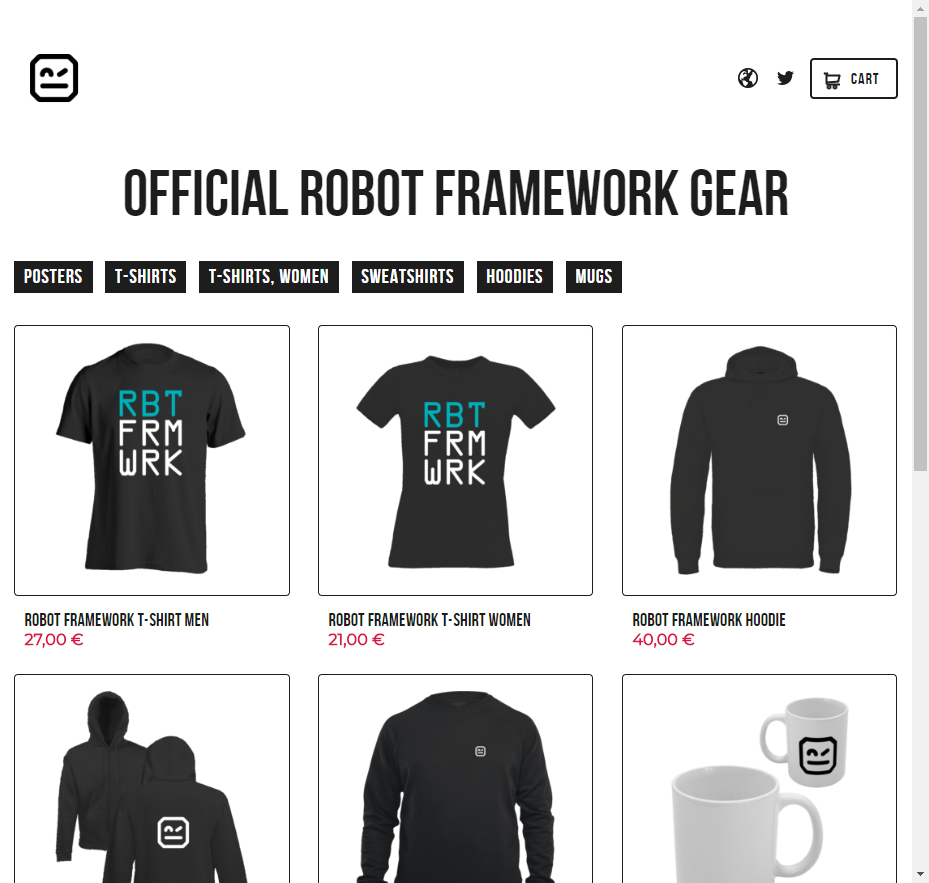 CART
OFFICIAL ROBOT FRAMEWORK GEAR
POSTERS T-SHIRTS T-SHIRTS, WOMEN SWEATSHIRTS HOODIES MUGS
RBT
FRM
WRK
RBT
FRM
WRK
ROBOT FRAMEWORK T-SHIRT MEN
27,00 €
ROBOT FRAMEWORK T-SHIRT WOMEN
21,00 €
ROBOT FRAMEWORK HOODIE
40,00 €